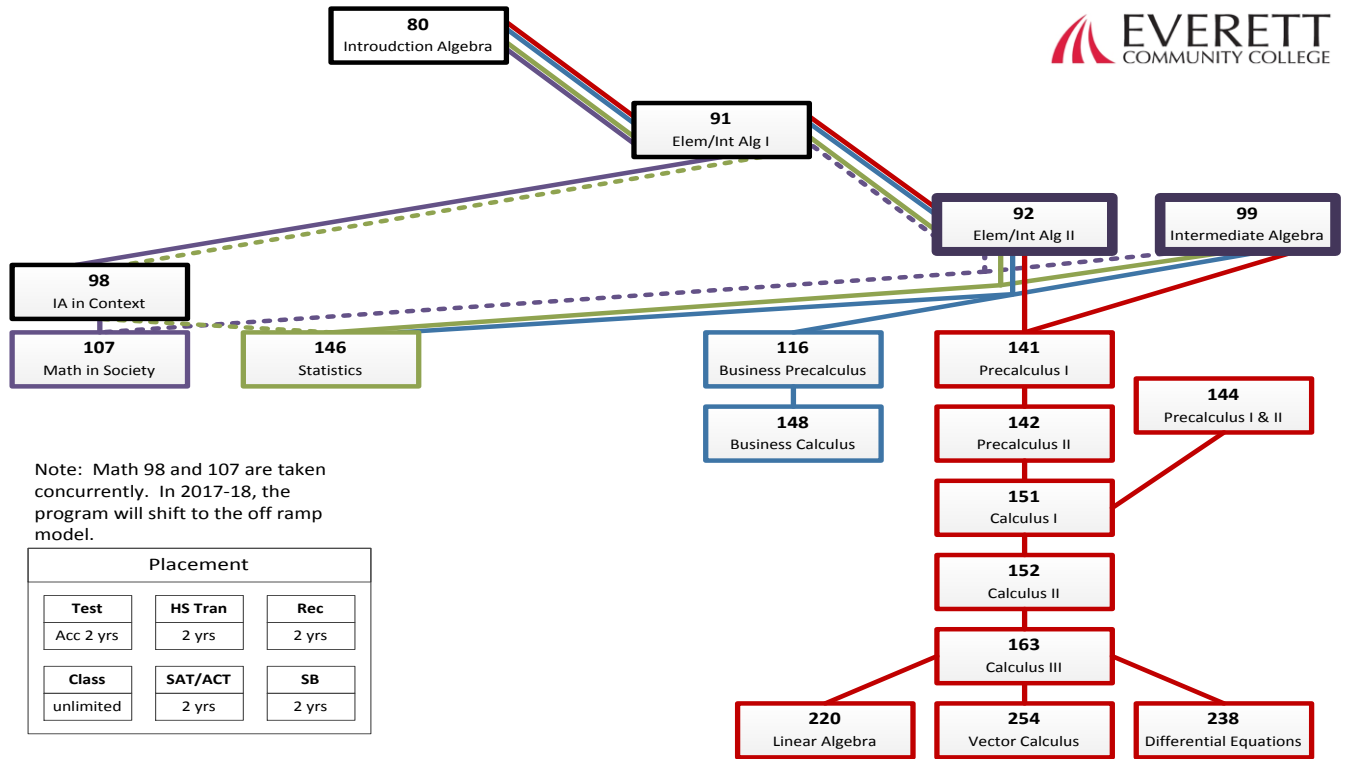 80
Introudction Algebra
EVERETT
COMMUNITY COLLEGE
91
Elem/Int Alg I
92
Elem/Int Alg II
99
Intermediate Algebra
98
IA in Context
107
Math in Society
146
Statistics
116
Business Precalculus
141
Precalculus I
144
Precalculus I & II
148
Business Calculus
142
Precalculus II
151
Calculus I
152
Calculus II
163
Calculus III
220
Linear Algebra
254
Vector Calculus
238
Differential Equations
Note: Math 98 and 107 are taken
concurrently. In 2017-18, the
program will shift to the off ramp
model.
Placement
Test
Acc 2 yrs
HS Tran
2 yrs
Rec
2 yrs
Class
unlimited
SAT/ACT
2 yrs
SB
2 yrs